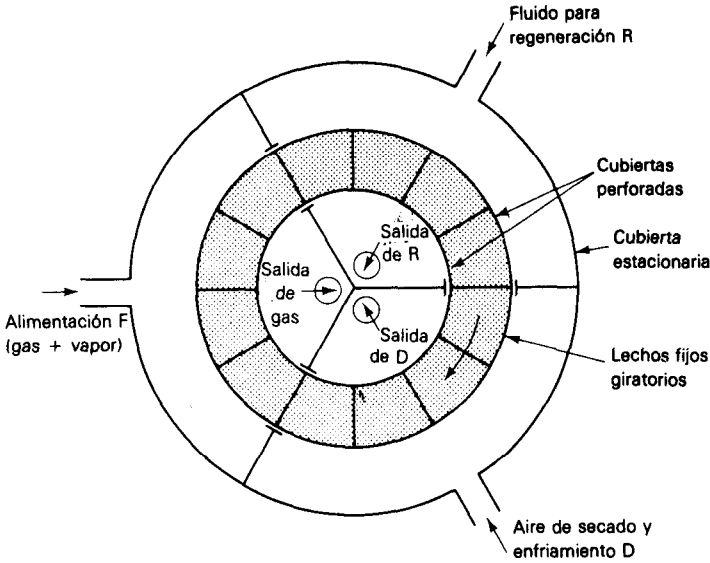 Fluido para
regeneración R
Cubiertas
perforadas
Salida
de R
Cubierta
estacionaria
Salida
de
gas
Alimentación F
(gas + vapor)
Salida
de D
Lechos fijos
giratorios
Aire de secado y
enfriamiento D